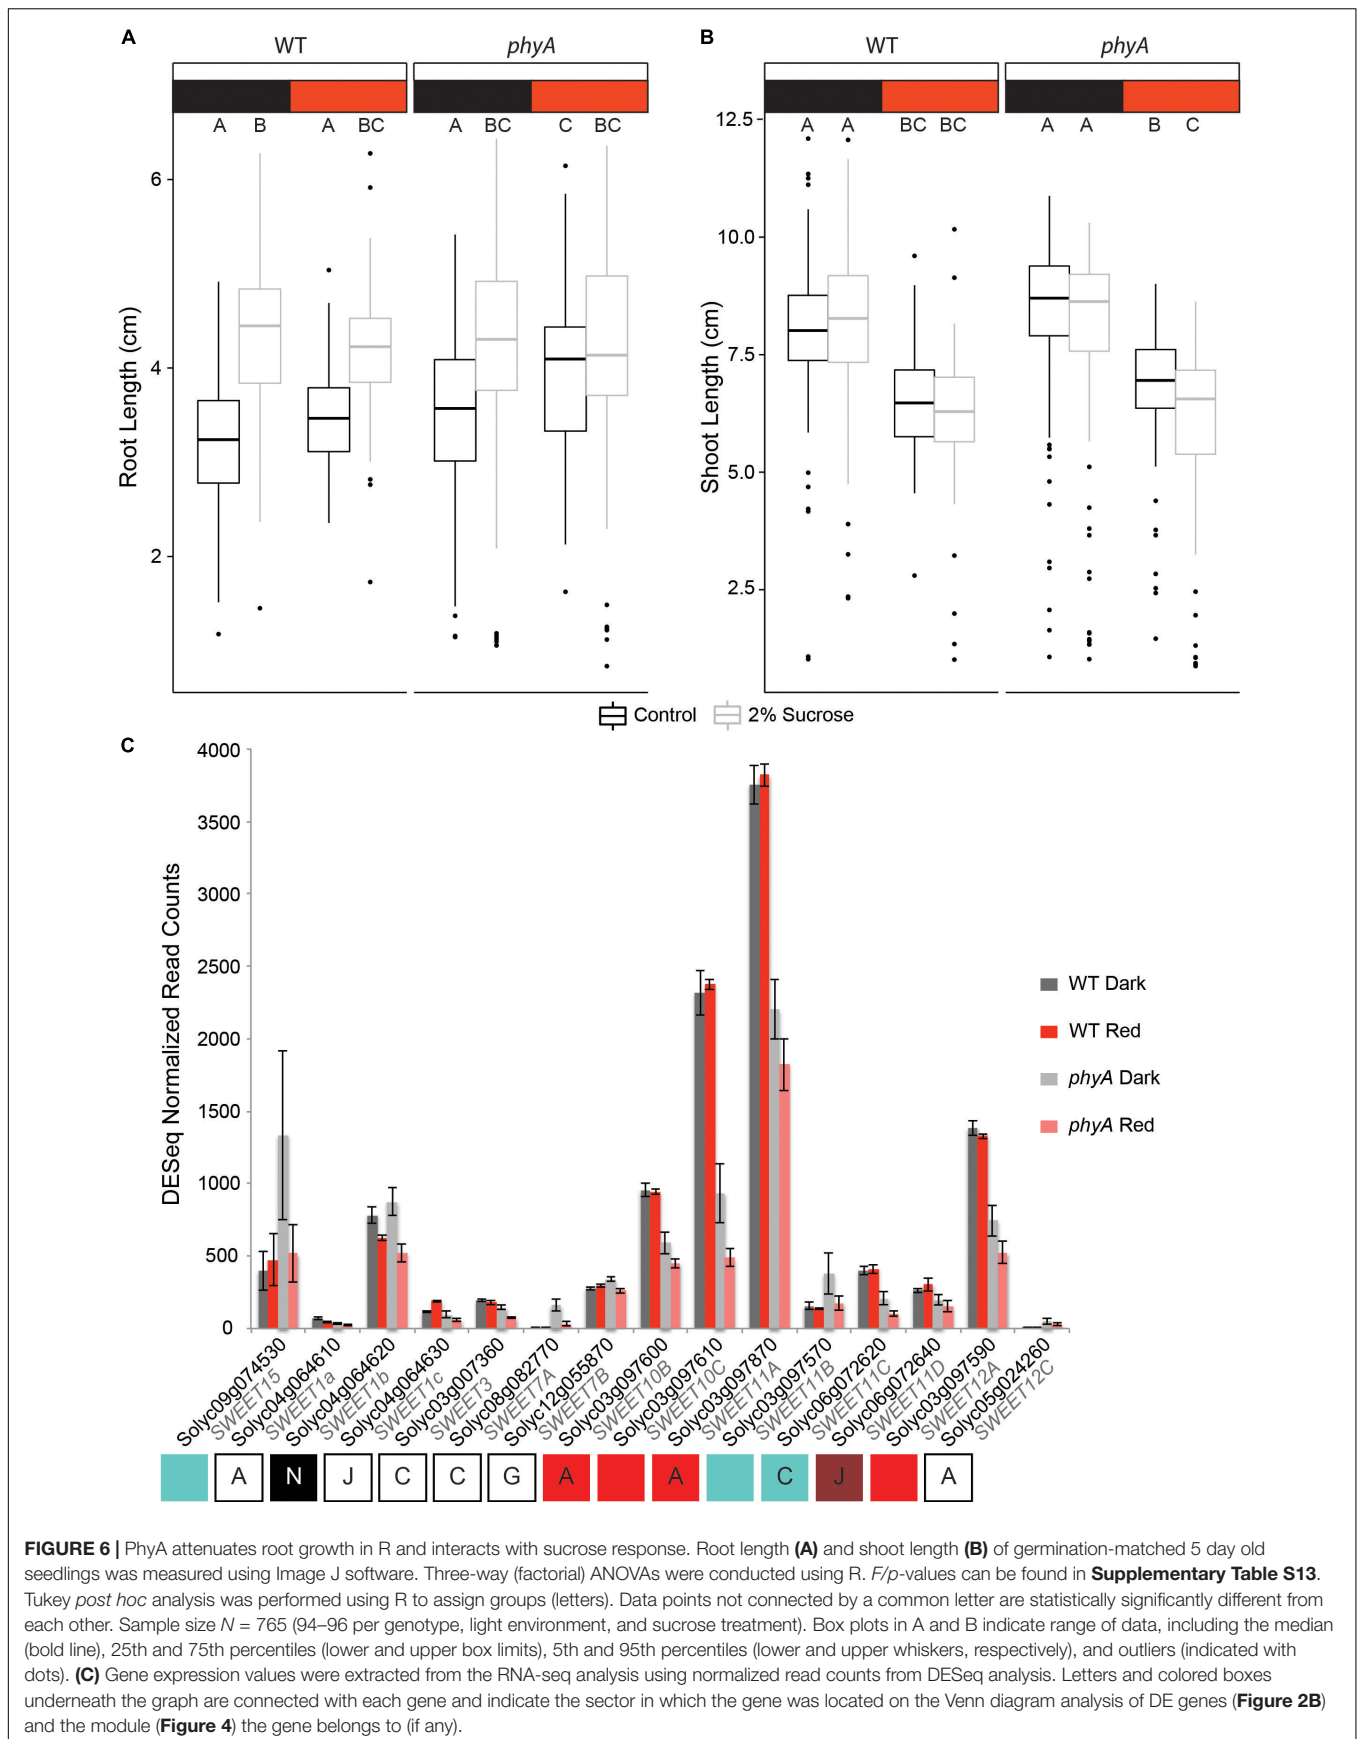 A
WT
phyA
A B A BC
A BC C BC
6
4
2
Root Length (cm)
B
WT
phyA
A A BC BC
A A B C
12.5
10.0
7.5
5.0
2.5
Shoot Length (cm)
Control 2% Sucrose
C
4000
3500
3000
2500
2000
1500
1000
500
0
DESeq Normalized Read Counts
WT Dark
WT Red
phyA Dark
phyA Red
Solyc09g074530
SWEET15
Solyc04g064610
SWEET1a
Solyc04g064620
SWEET1b
Solyc04g064630
SWEET1c
Solyc03g007360
SWEET3
Solyc08g082770
SWEET7A
Solyc12g055870
SWEET7B
Solyc03g097600
SWEET10B
Solyc03g097610
SWEET10C
Solyc03g097870
SWEET11A
Solyc03g097570
SWEET11B
Solyc06g072620
SWEET11C
Solyc06g072640
SWEET11D
Solyc03g097590
SWEET12A
Solyc05g024260
SWEET12C
A N J C C G A A C J A
FIGURE 6 | PhyA attenuates root growth in R and interacts with sucrose response. Root length (A) and shoot length (B) of germination-matched 5 day old
seedlings was measured using Image J software. Three-way (factorial) ANOVAs were conducted using R. F/p-values can be found in Supplementary Table S13.
Tukey post hoc analysis was performed using R to assign groups (letters). Data points not connected by a common letter are statistically significantly different from
each other. Sample size N = 765 (94–96 per genotype, light environment, and sucrose treatment). Box plots in A and B indicate range of data, including the median
(bold line), 25th and 75th percentiles (lower and upper box limits), 5th and 95th percentiles (lower and upper whiskers, respectively), and outliers (indicated with
dots). (C) Gene expression values were extracted from the RNA-seq analysis using normalized read counts from DESeq analysis. Letters and colored boxes
underneath the graph are connected with each gene and indicate the sector in which the gene was located on the Venn diagram analysis of DE genes (Figure 2B)
and the module (Figure 4) the gene belongs to (if any).